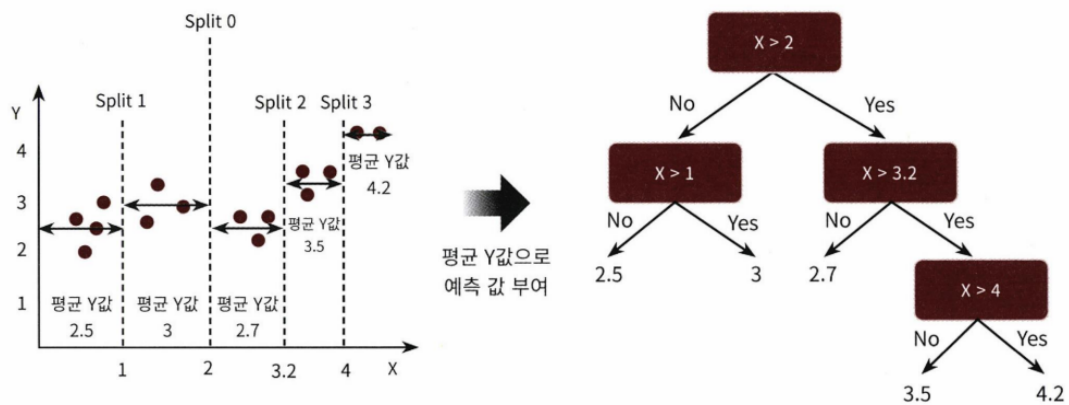 Split 0
Split 1
Split 2
Split 3
Y
4
3
2
1
평균 Y값
2.5
평균 Y값
3
평균 Y값
2.7
평균 Y값
3.5
평균 Y값
4.2
1
2
3.2
4
X
평균 Y값으로
예측 값 부여
X > 2
No
Yes
X > 1
X > 3.2
No
Yes
No
Yes
2.5
3
2.7
X > 4
No
Yes
3.5
4.2